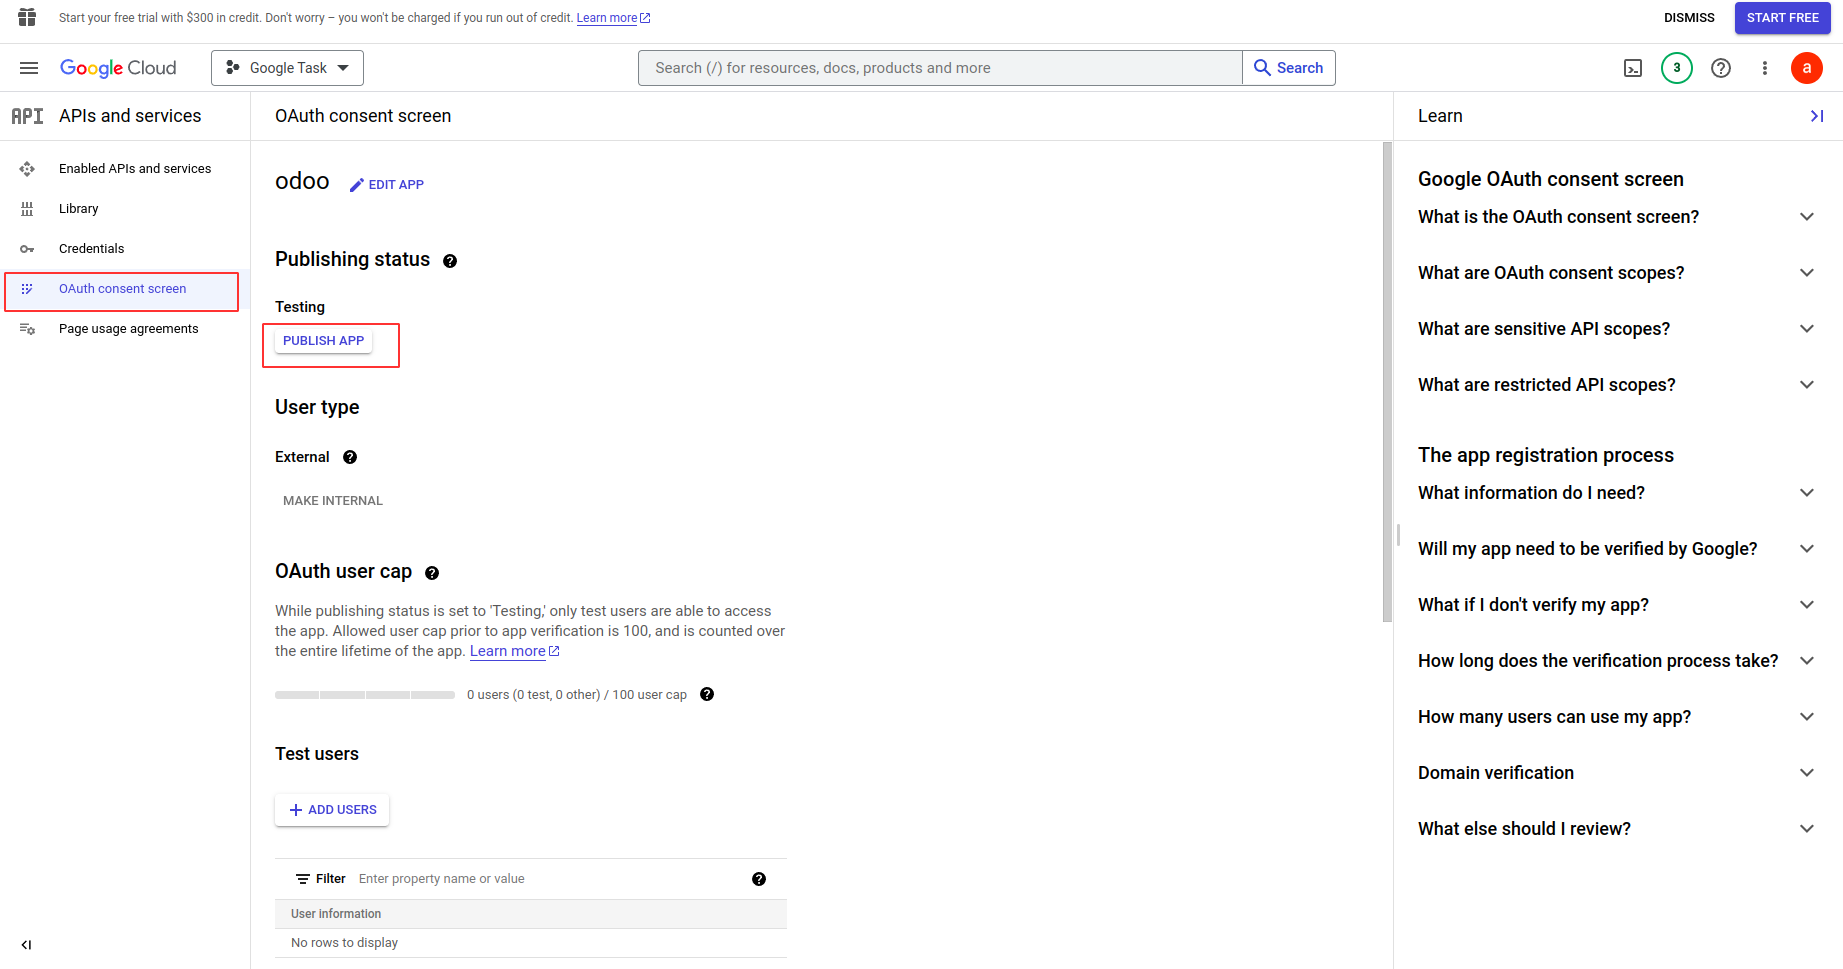 Start your free trial with $300 in credit. Don't worry – you won't be charged if you run out of credit. Learn more
DISMISS
START FREE
Google Cloud
Google Task
Search (/) for resources, docs, products and more
Search
3
a
API
APIs and services
Enabled APIs and services
Library
Credentials
OAuth consent screen
Page usage agreements
OAuth consent screen
odoo
EDIT APP
Publishing status
Testing
PUBLISH APP
User type
External
MAKE INTERNAL
OAuth user cap
While publishing status is set to 'Testing,' only test users are able to access
the app. Allowed user cap prior to app verification is 100, and is counted over
the entire lifetime of the app. Learn more
0 users (0 test, 0 other) / 100 user cap
Test users
ADD USERS
Filter Enter property name or value
User information
No rows to display
Learn
Google OAuth consent screen
What is the OAuth consent screen?
What are OAuth consent scopes?
What are sensitive API scopes?
What are restricted API scopes?
The app registration process
What information do I need?
Will my app need to be verified by Google?
What if I don't verify my app?
How long does the verification process take?
How many users can use my app?
Domain verification
What else should I review?